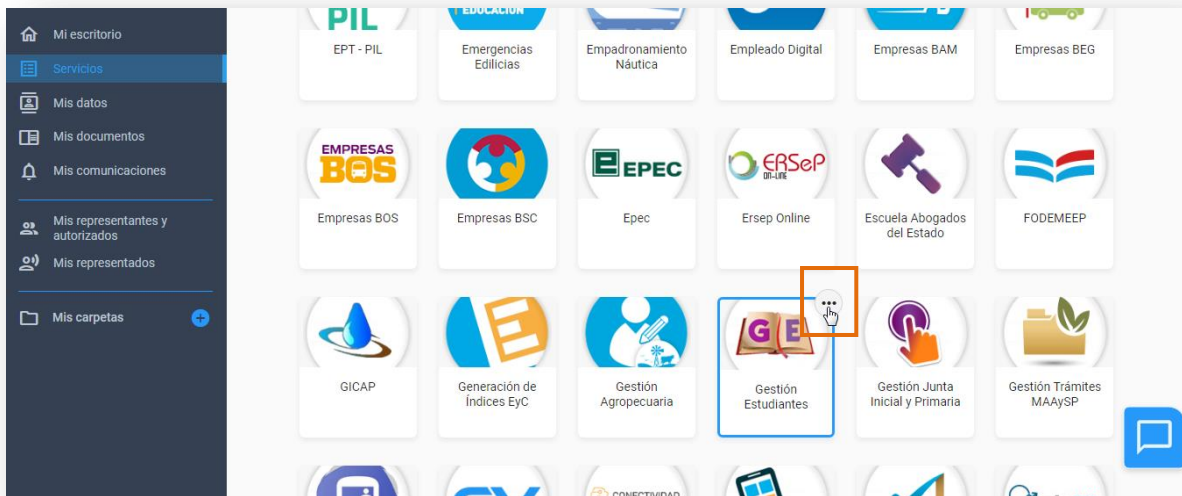 Mi escritorio
Servicios
Mis datos
Mis documentos
Mis comunicaciones
Mis representantes y
autorizados
Mis representados
Mis carpetas
PIL
EDUCACIÓN
EPT - PIL
Emergencias
Edilicias
Empadronamiento
Náutica
Empleado Digital
Empresas BAM
Empresas BEG
EMPRESAS
BOS
EPEC
ERSeP
ON-LINE
Empresas BOS
Empresas BSC
Epec
Ersep Online
Escuela Abogados
del Estado
FODEMEEP
E
G E
GICAP
Generación de
Índices EyC
Gestión
Agropecuaria
Gestión
Estudiantes
Gestión Junta
Inicial y Primaria
Gestión Trámites
MAAySP
CONECTIVIDAD